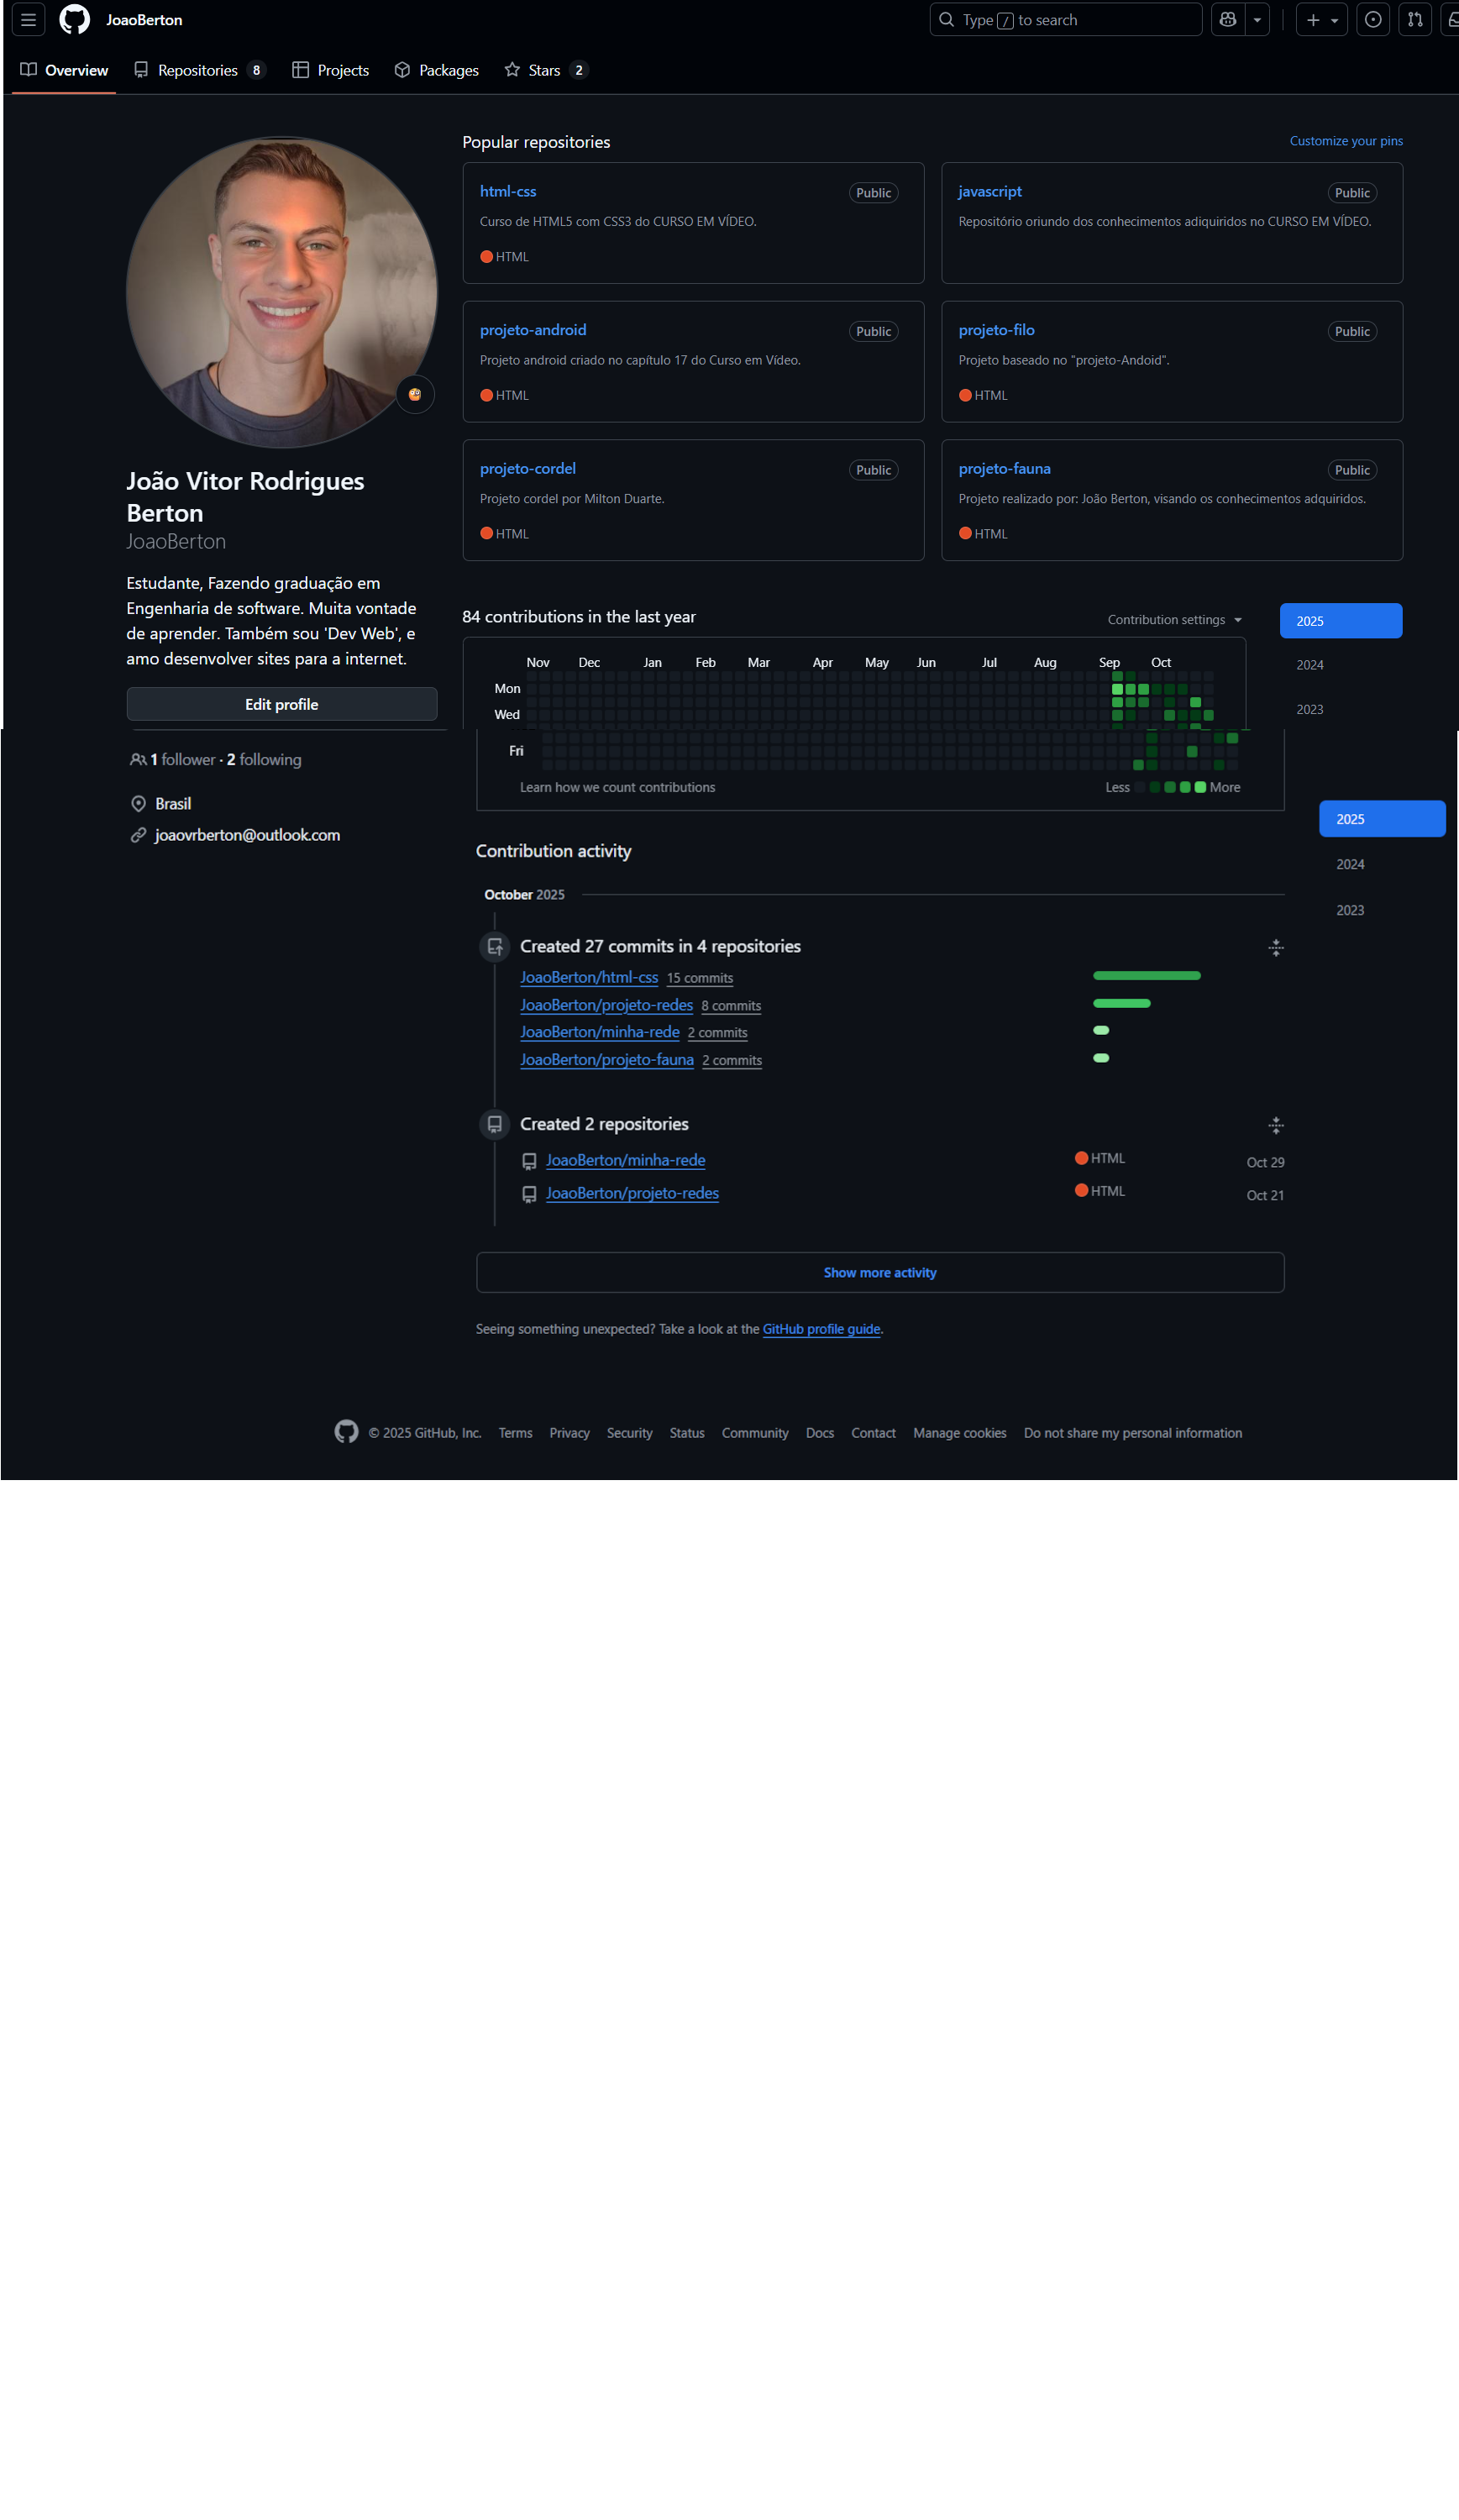 JoaoBerton
Type / to search
Overview Repositories 8 Projects Packages Stars 2
Popular repositories
Customize your pins
html-css Public
Curso de HTML5 com CSS3 do CURSO EM VÍDEO.
HTML
javascript Public
Repositório oriundo dos conhecimentos adiquiridos no CURSO EM VÍDEO.
projeto-android Public
Projeto android criado no capítulo 17 do Curso em Vídeo.
HTML
projeto-filo Public
Projeto baseado no "projeto-Andoid".
HTML
projeto-cordel Public
Projeto cordel por Milton Duarte.
HTML
projeto-fauna Public
Projeto realizado por: João Berton, visando os conhecimentos adquiridos.
HTML
João Vitor Rodrigues
Berton
JoaoBerton
Estudante, Fazendo graduação em
Engenharia de software. Muita vontade
de aprender. Também sou 'Dev Web', e
amo desenvolver sites para a internet.
Edit profile
1 follower · 2 following
Brasil
joaovrberton@outlook.com
84 contributions in the last year
Contribution settings
2025
2024
2023
Nov Dec Jan Feb Mar Apr May Jun Jul Aug Sep Oct
Mon
Wed
Fri
Learn how we count contributions
Less More
2025
2024
2023
Contribution activity
October 2025
Created 27 commits in 4 repositories
JoaoBerton/html-css 15 commits
JoaoBerton/projeto-redes 8 commits
JoaoBerton/minha-rede 2 commits
JoaoBerton/projeto-fauna 2 commits
Created 2 repositories
JoaoBerton/minha-rede HTML Oct 29
JoaoBerton/projeto-redes HTML Oct 21
Show more activity
Seeing something unexpected? Take a look at the GitHub profile guide.
© 2025 GitHub, Inc. Terms Privacy Security Status Community Docs Contact Manage cookies Do not share my personal information